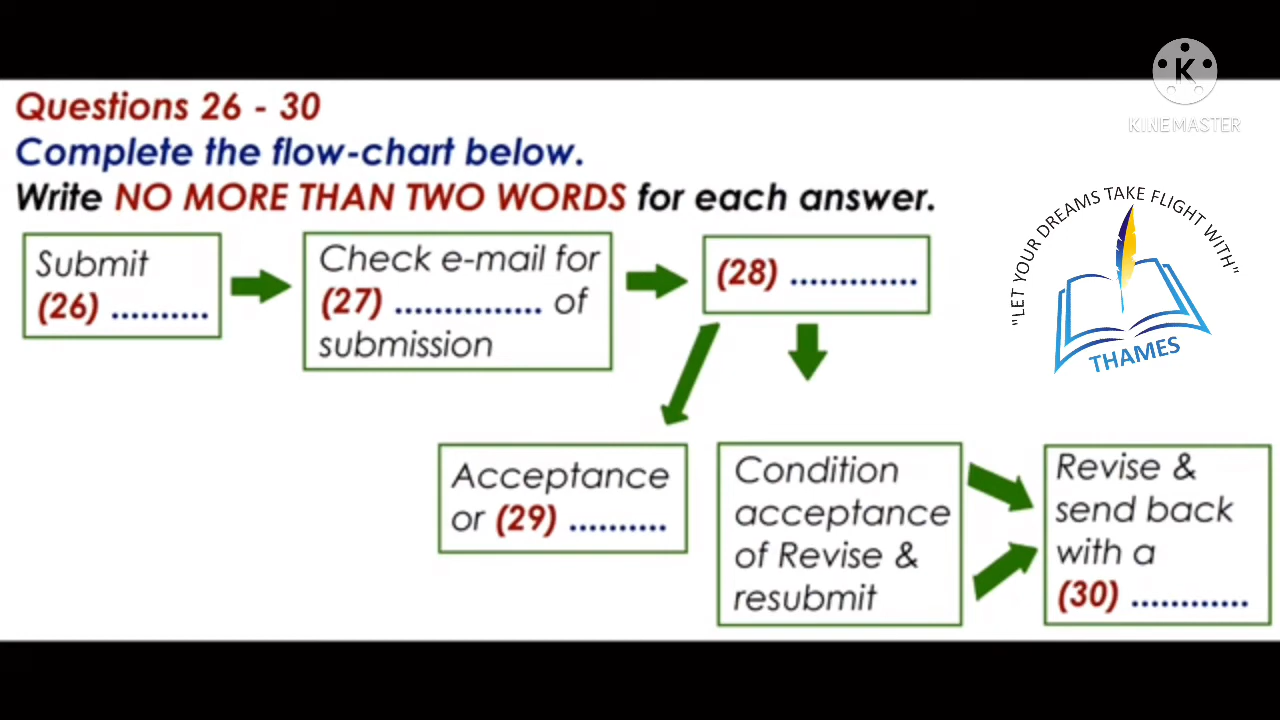 Questions 26 - 30
Complete the flow-chart below.
Write NO MORE THAN TWO WORDS for each answer.
Submit
(26) ..........
Check e-mail for
(27) ............... of
submission
(28) .............
Acceptance
or (29) ..........
Condition
acceptance
of Revise &
resubmit
Revise &
send back
with a
(30) ............
K
KINEMASTER
"LET YOUR DREAMS TAKE FLIGHT WITH"
THAMES